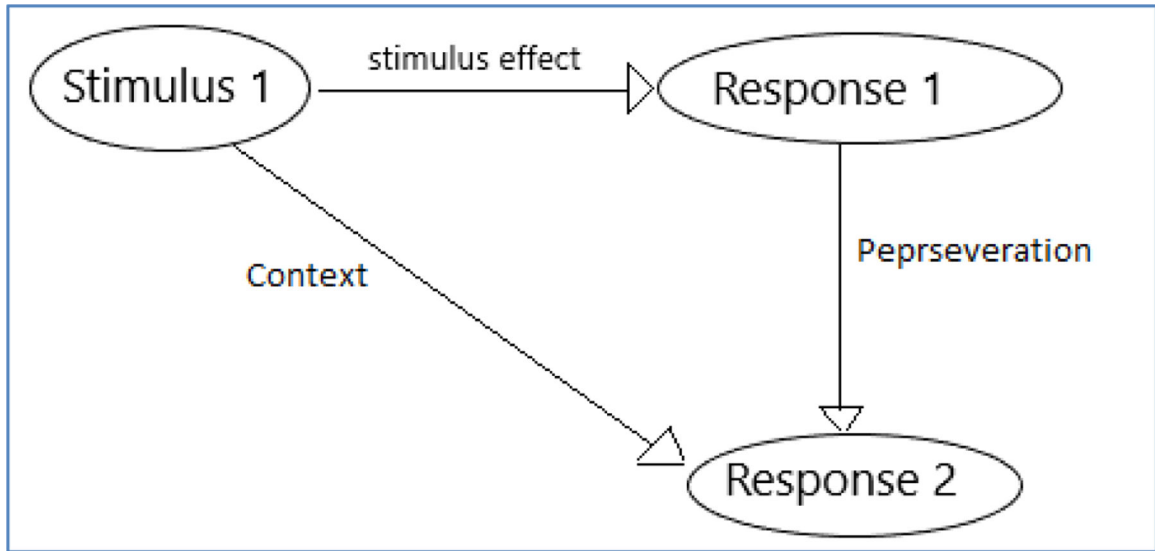 stimulus effect
Stimulus 1
Response 1
Context
Peprseveration
Response 2